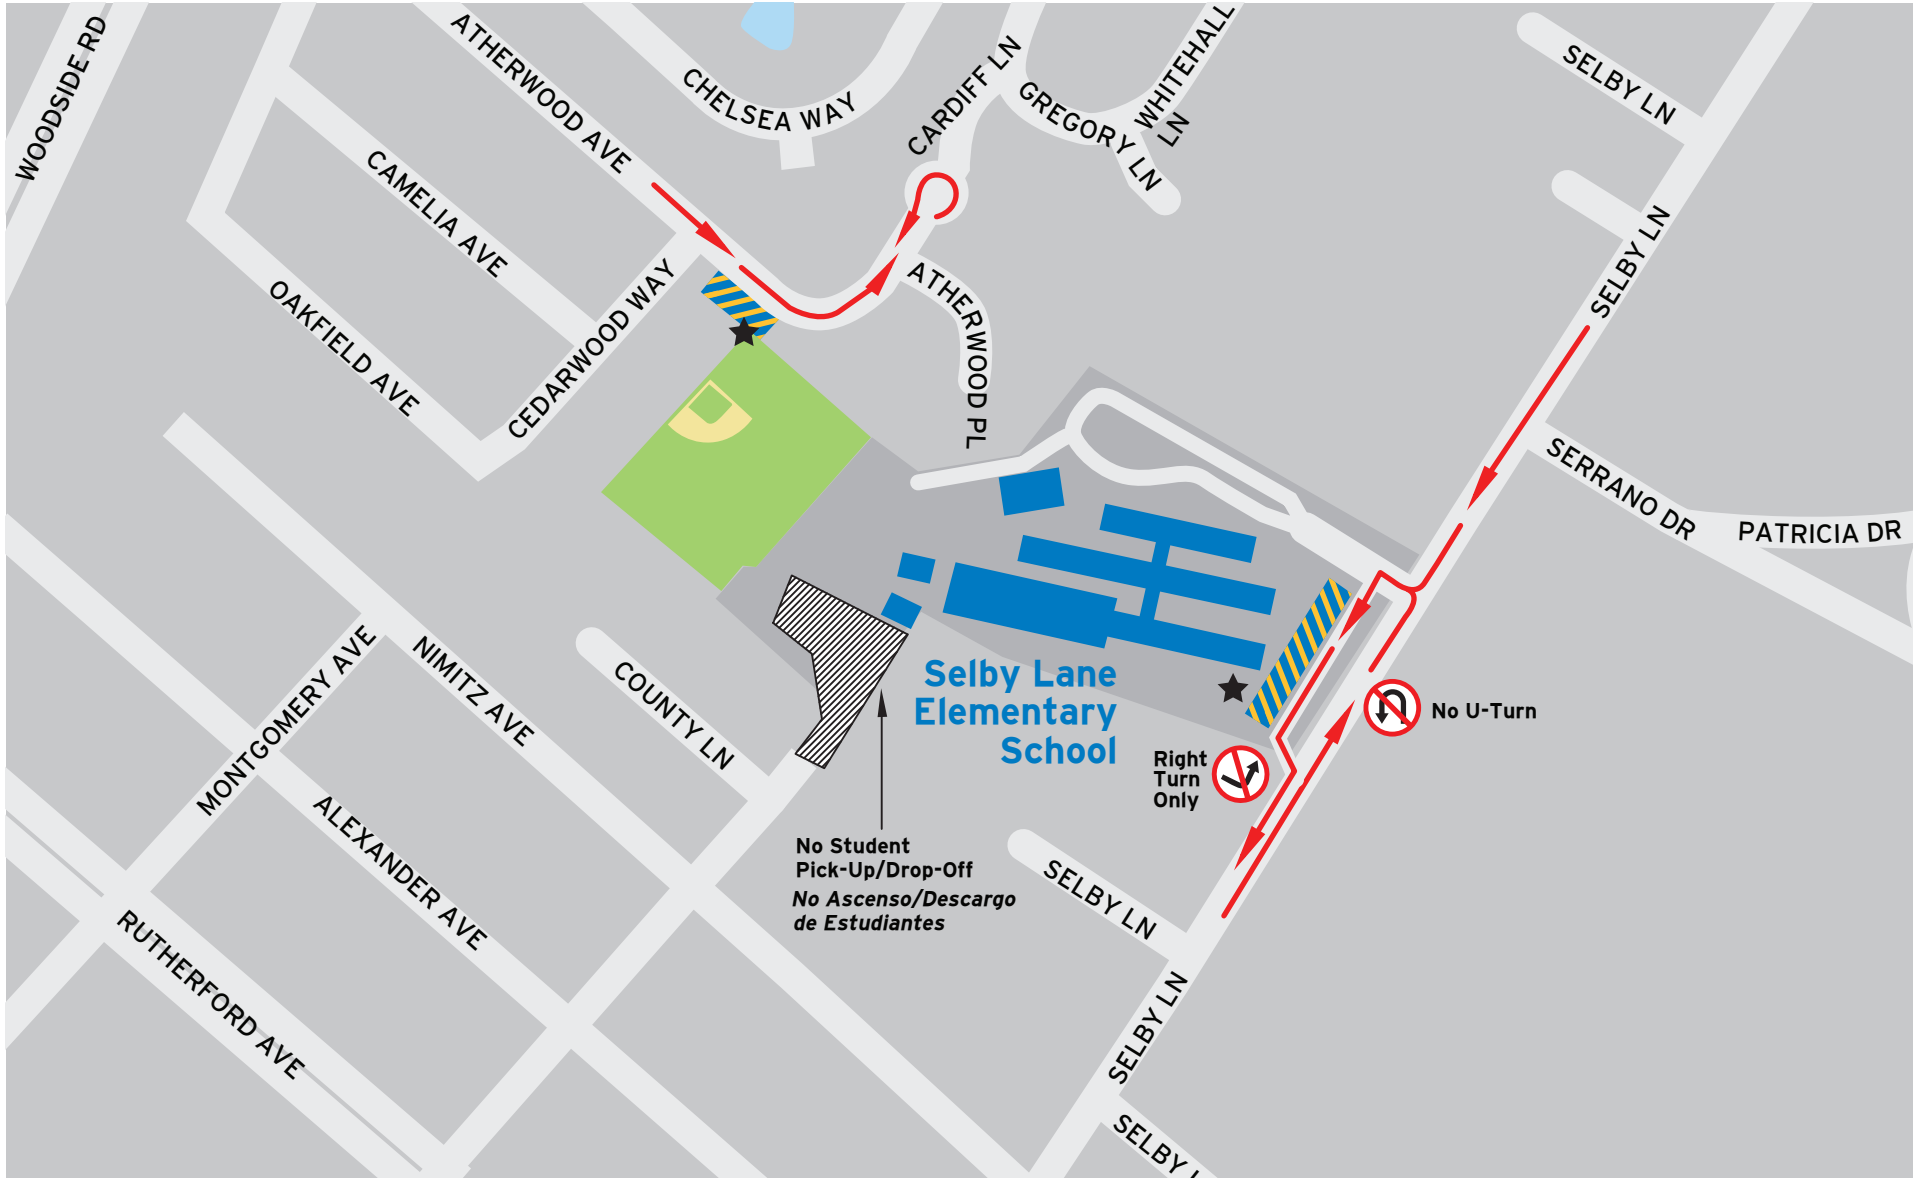 WOODSIDE RD
ATHERWOOD AVE
CHELSEA WAY
CARDIFF LN
GREGORY LN
WHITEHALL
LN
SELBY LN
CAMELIA AVE
OAKFIELD AVE
CEDARWOOD WAY
ATHERWOOD PL
SELBY LN
SERRANO DR
PATRICIA DR
MONTGOMERY AVE
NIMITZ AVE
COUNTY LN
Selby Lane
Elementary
School
No U-Turn
Right
Turn
Only
ALEXANDER AVE
RUTHERFORD AVE
No Student
Pick-Up/Drop-Off
No Ascenso/Descargo
de Estudiantes
SELBY LN
SELBY LN
SELBY L